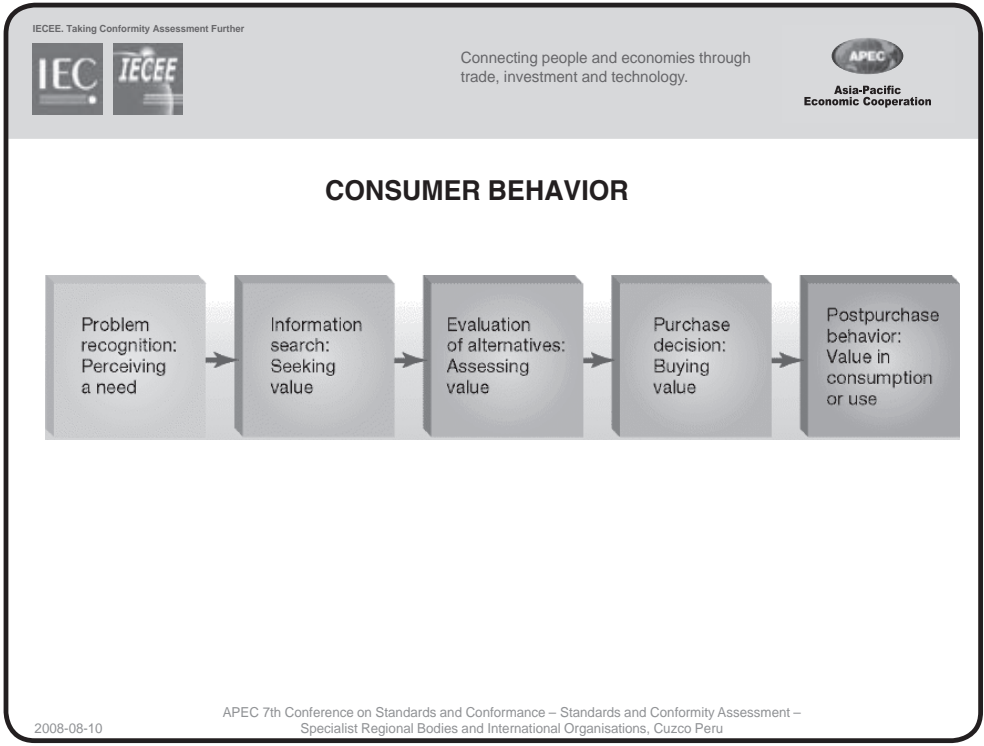 IECEE. Taking Conformity Assessment Further
IEC
IECEE
Connecting people and economies through
trade, investment and technology.
APEC
Asia-Pacific
Economic Cooperation
CONSUMER BEHAVIOR
Problem
recognition:
Perceiving
a need
Information
search:
Seeking
value
Evaluation
of alternatives:
Assessing
value
Purchase
decision:
Buying
value
Postpurchase
behavior:
Value in
consumption
or use
2008-08-10
APEC 7th Conference on Standards and Conformance – Standards and Conformity Assessment –
Specialist Regional Bodies and International Organisations, Cuzco Peru